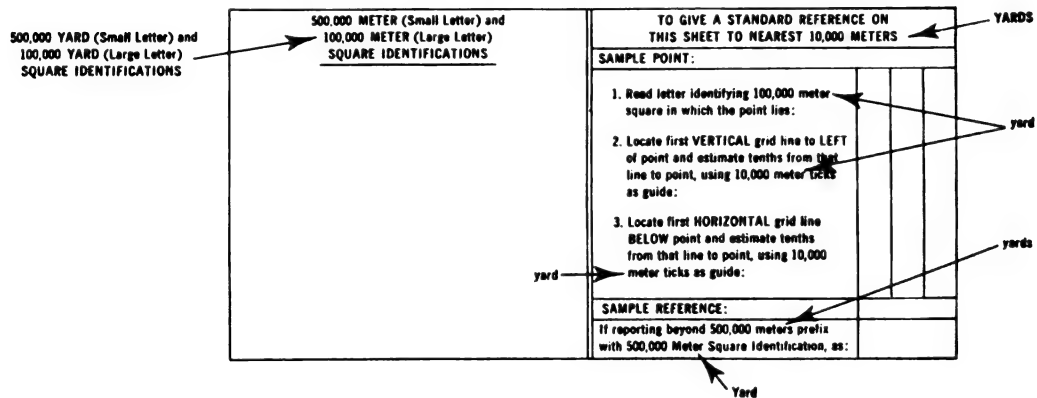 500,000 YARD (Small Letter) and
100,000 YARD (Large Letter)
SQUARE IDENTIFICATIONS
500,000 METER (Small Letter) and
100,000 METER (Large Letter)
SQUARE IDENTIFICATIONS
TO GIVE A STANDARD REFERENCE ON
THIS SHEET TO NEAREST 10,000 METERS
YARDS
SAMPLE POINT:
1. Read letter identifying 100,000 meter
square in which the point lies:
yard
2. Locate first VERTICAL grid line to LEFT
of point and estimate tenths from that
line to point, using 10,000 meter ticks
as guide:
3. Locate first HORIZONTAL grid line
BELOW point and estimate tenths
from that line to point, using 10,000
meter ticks as guide:
yards
yard
SAMPLE REFERENCE:
If reporting beyond 500,000 meters prefix
with 500,000 Meter Square Identification, as:
Yard